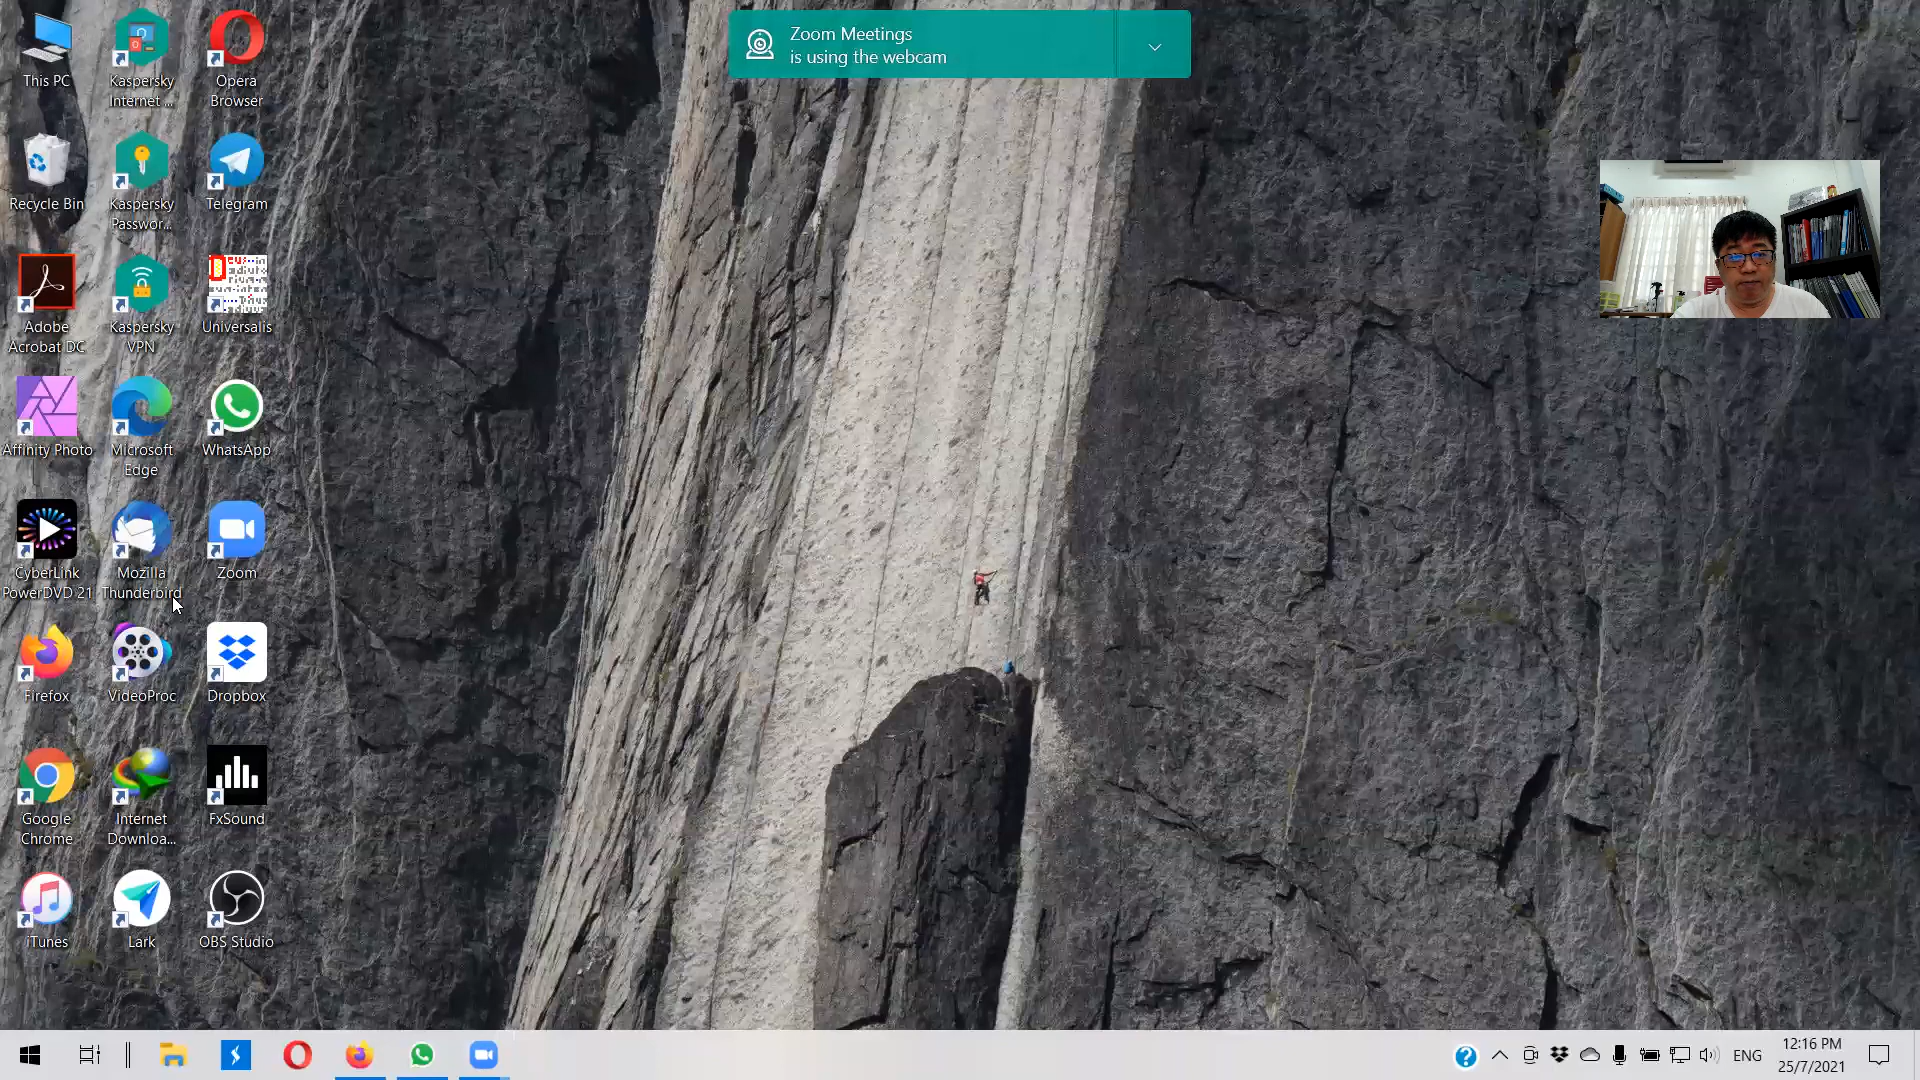 Zoom Meetings
is using the webcam
This PC
Kaspersky
Internet ...
Opera
Browser
Recycle Bin
Kaspersky
Passwor...
Telegram
Adobe
Acrobat DC
Kaspersky
VPN
Universalis
Affinity Photo
Microsoft
Edge
WhatsApp
CyberLink
PowerDVD 21
Mozilla
Thunderbird
Zoom
Firefox
VideoProc
Dropbox
Google
Chrome
Internet
Downloa...
FxSound
iTunes
Lark
OBS Studio
ENG
12:16 PM
25/7/2021